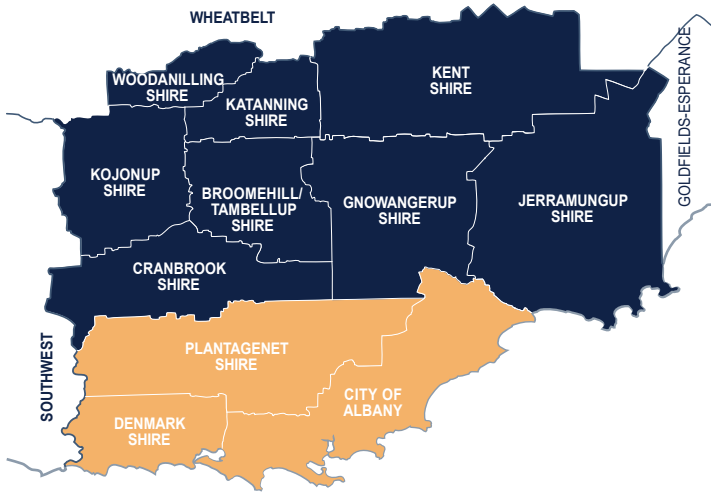 WHEATBELT
WOODANILLING
SHIRE
KATANNING
SHIRE
KENT
SHIRE
GOLDFIELDS-ESPERANCE
KOJONUP
SHIRE
BROOMEHILL/
TAMBELLUP
SHIRE
GNOWANGERUP
SHIRE
JERRAMUNGUP
SHIRE
CRANBROOK
SHIRE
SOUTHWEST
PLANTAGENET
SHIRE
CITY OF
ALBANY
DENMARK
SHIRE